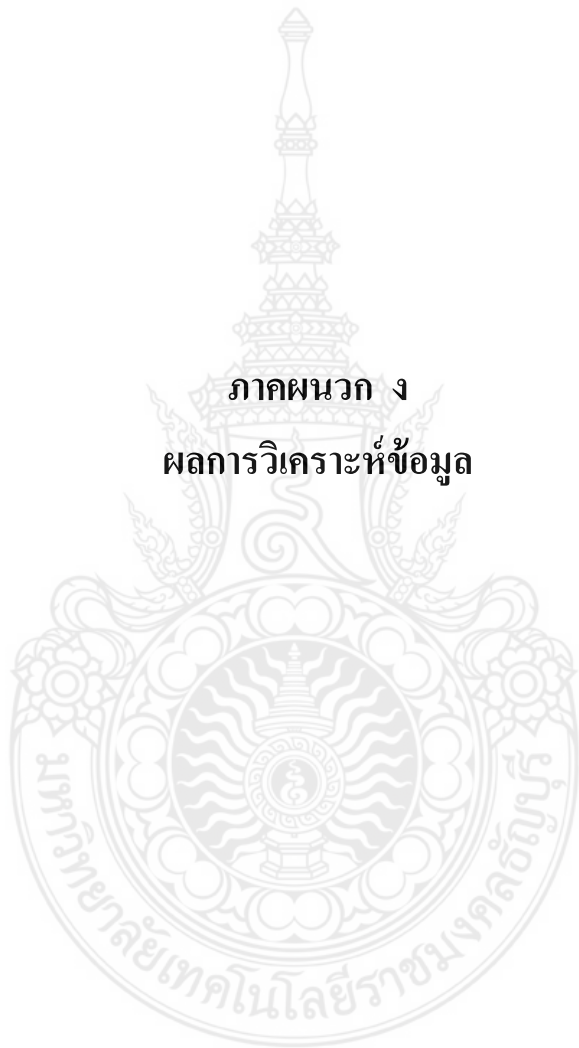 ภาคผนวก ง
ผลการวิเคราะห์ข้อมูล
มหาวิทยาลัยเทคโนโลยีราชมงคลธัญบุรี